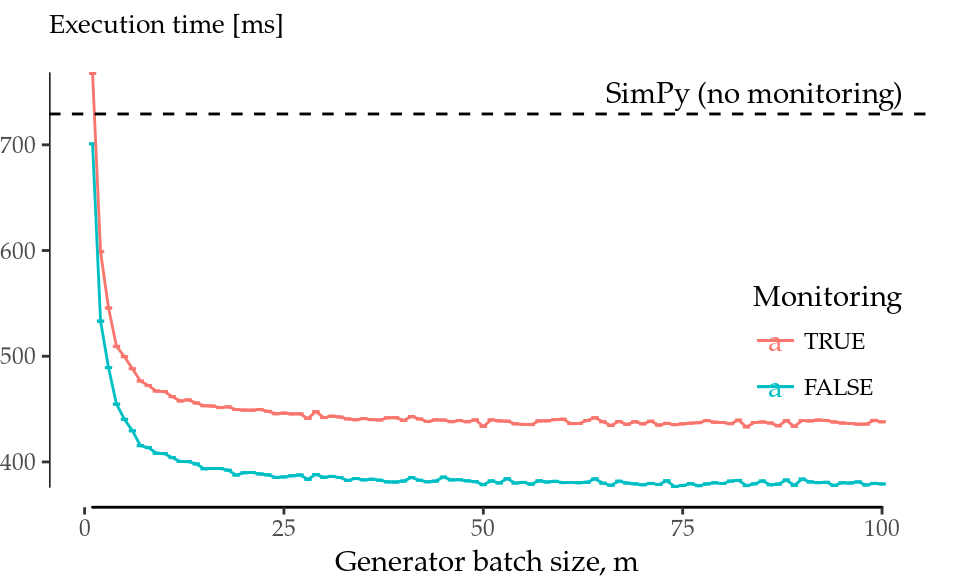 Execution time [ms]
SimPy (no monitoring)
700
600
500
400
Monitoring
a TRUE
a FALSE
0 25 50 75 100
Generator batch size, m